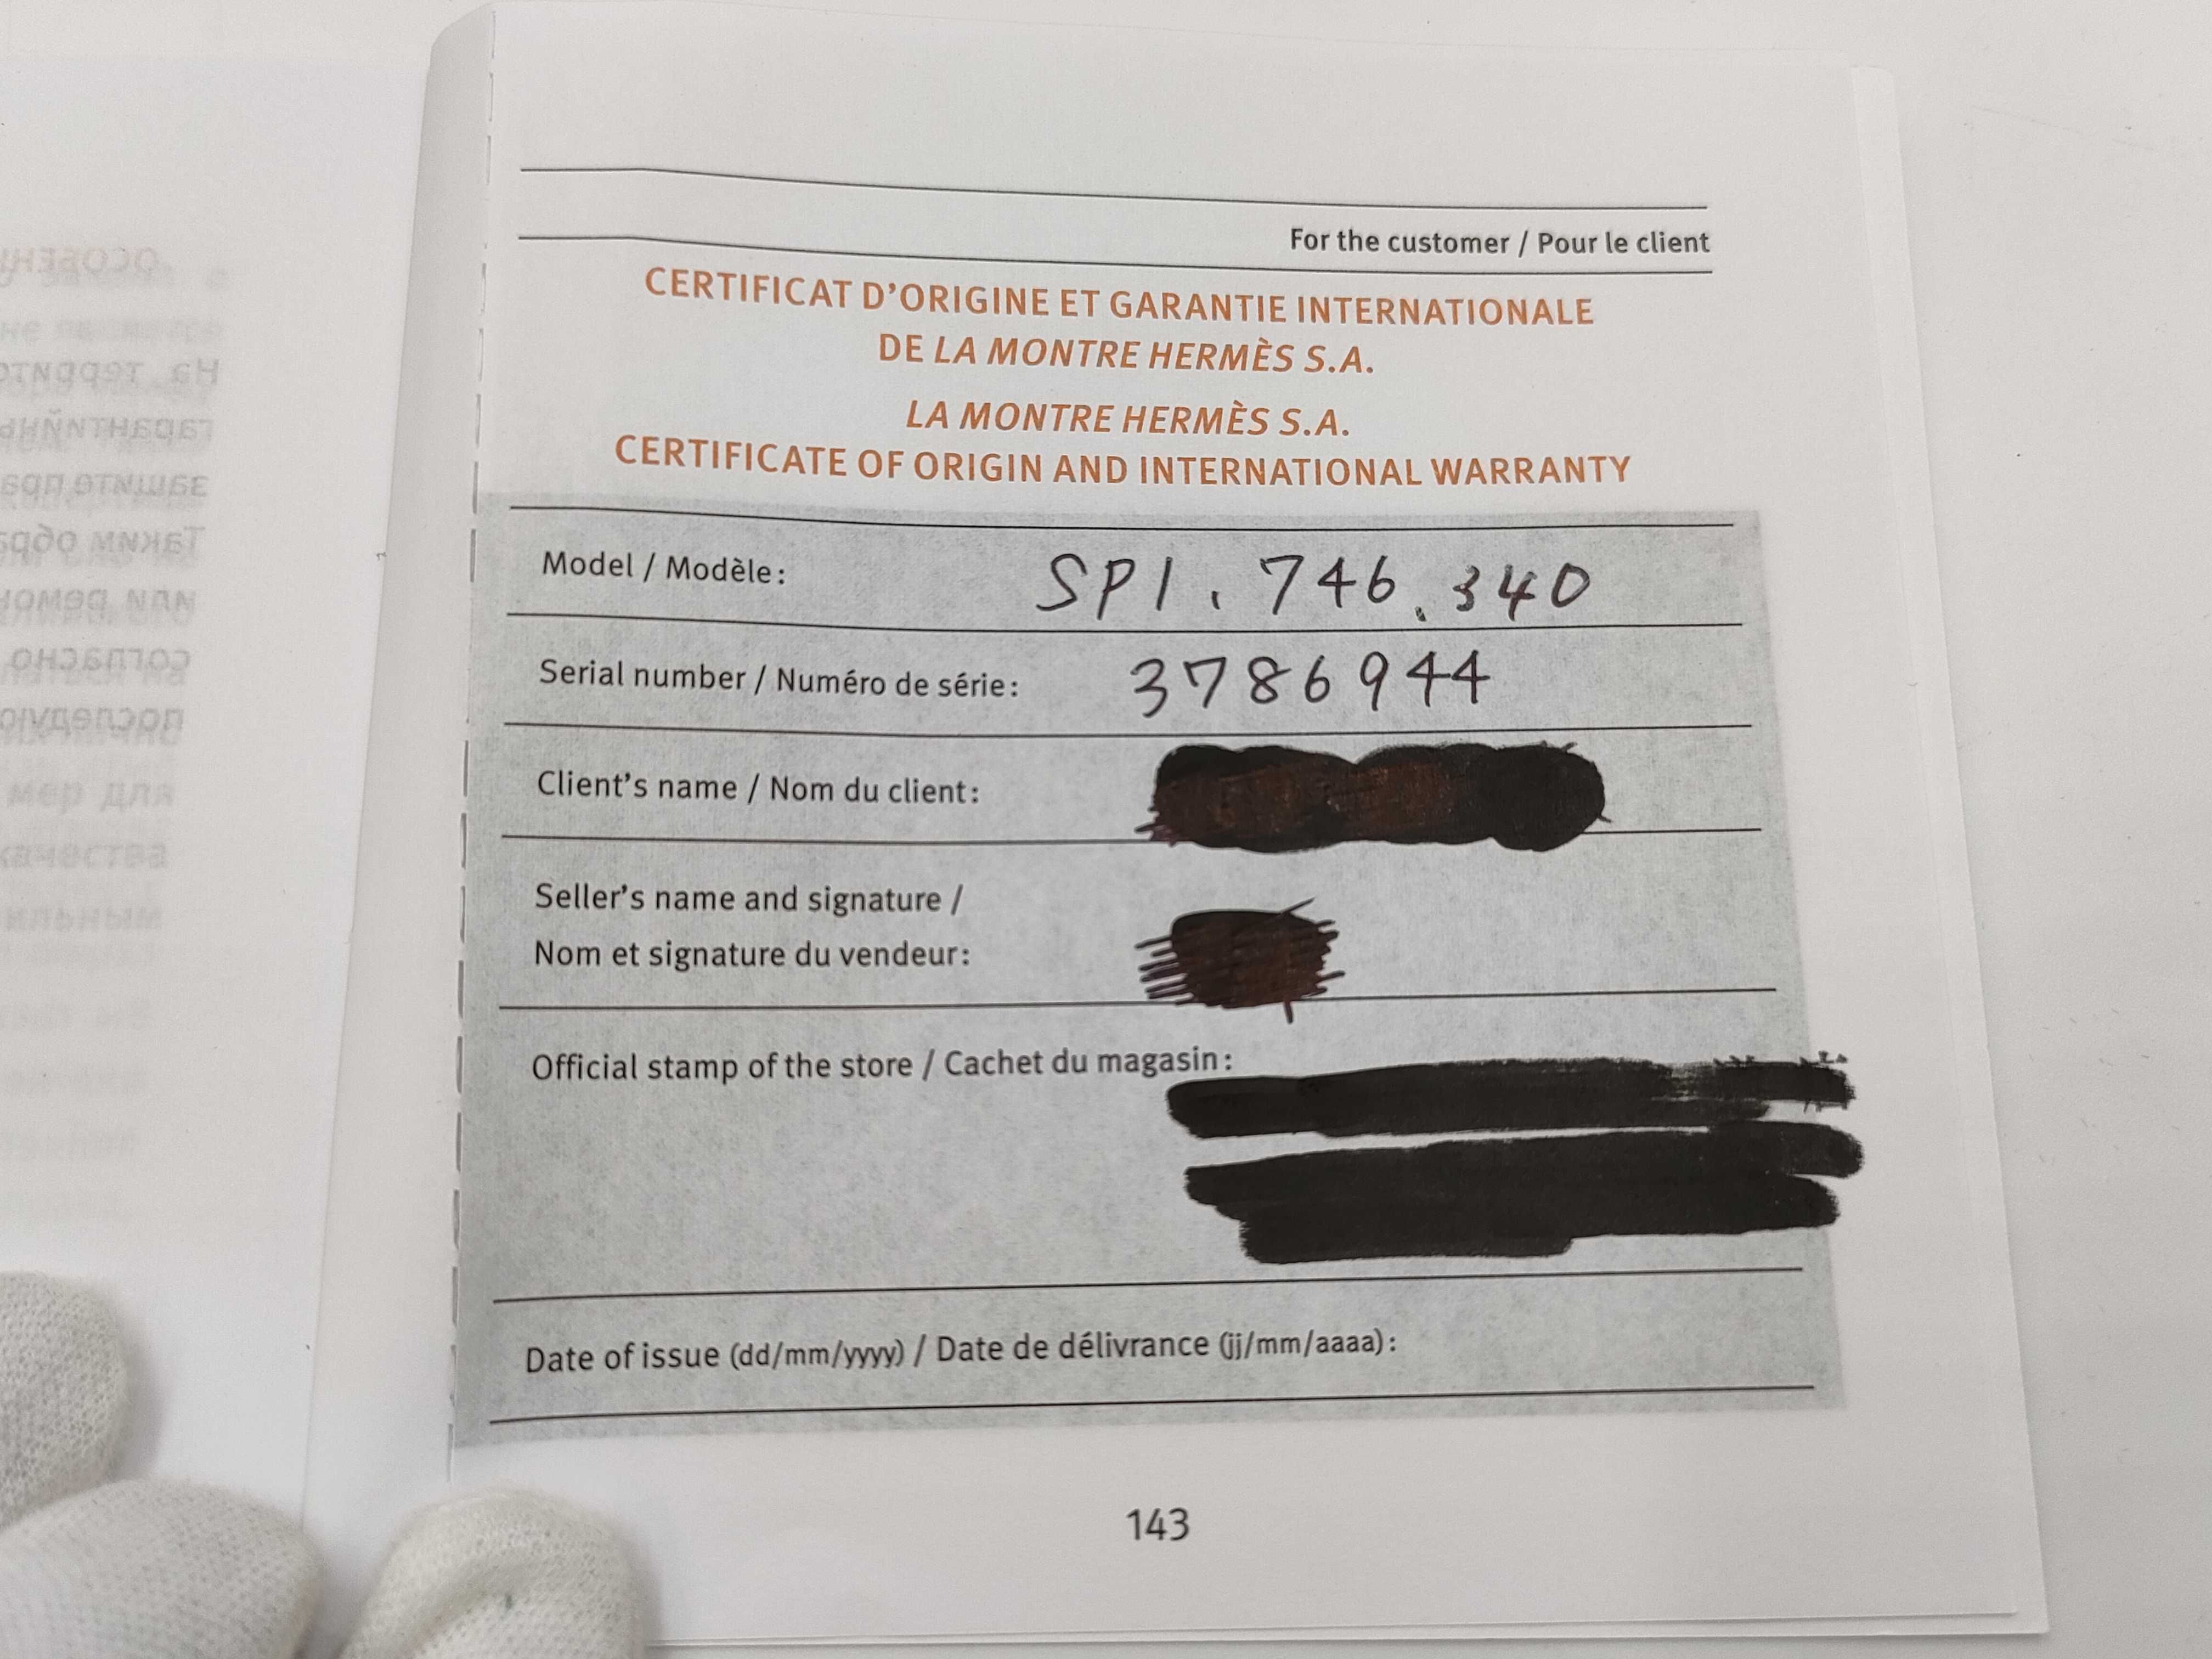 For the customer / Pour le client
CERTIFICAT D'ORIGINE ET GARANTIE INTERNATIONALE
DE LA MONTRE HERMÈS S.A.
LA MONTRE HERMÈS S.A.
CERTIFICATE OF ORIGIN AND INTERNATIONAL WARRANTY
Model / Modèle: SP1.746.340
Serial number / Numéro de série: 3786944
Client's name / Nom du client:
Seller's name and signature /
Nom et signature du vendeur:
Official stamp of the store / Cachet du magasin:
Date of issue (dd/mm/yyyy) / Date de délivrance (jj/mm/aaaa):
143